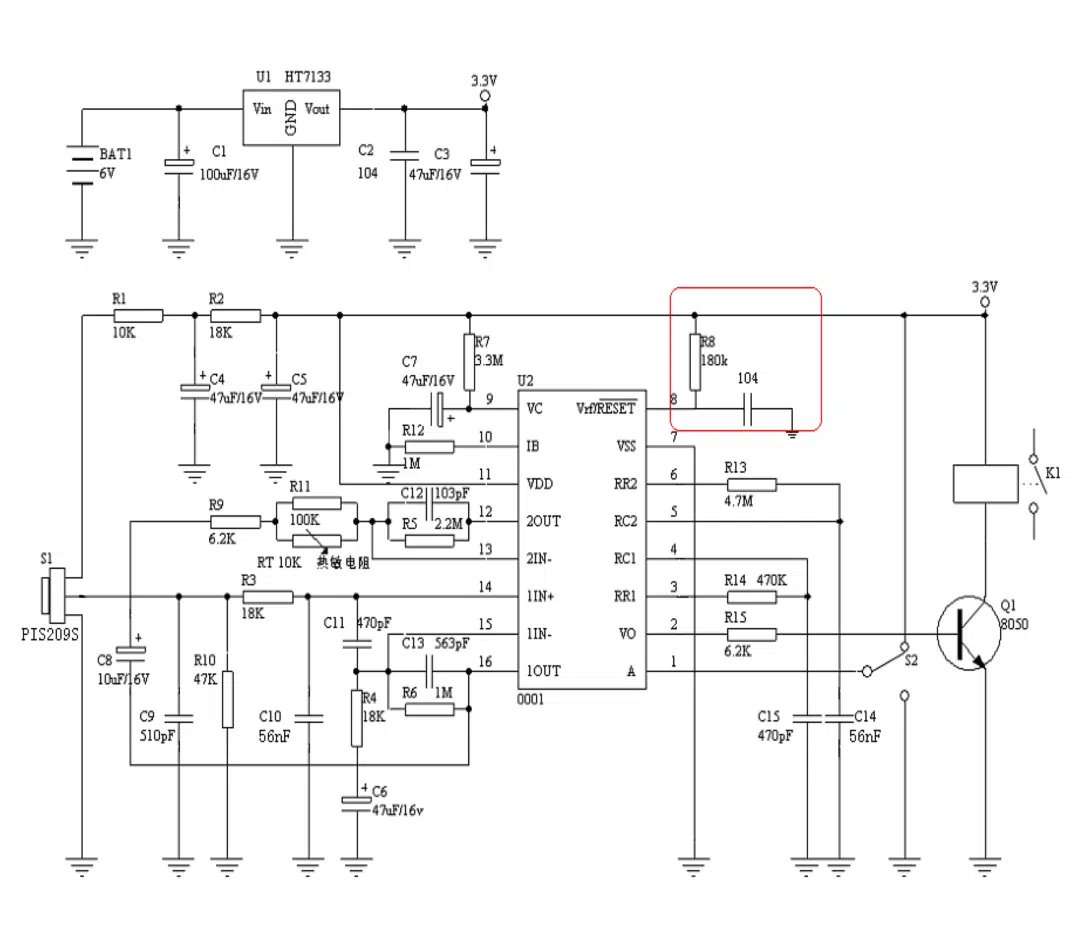 U1 HT7133
Vin GND Vout
3.3V
BAT1
6V
+
C1
100uF/16V
C2
104
C3
47uF/16V
+
3.3V
R1
10K
R2
18K
+
C4
47uF/16V
+
C5
47uF/16V
R7
3.3M
R8
180k
104
C7
47uF/16V
+
R12
1M
U2
9 VC
10 IB
11 VDD
12 2OUT
13 2IN-
14 1IN+
15 1IN-
16 1OUT
Vrf/RESET 8
VSS 7
RR2 6
RC2 5
RC1 4
RR1 3
VO 2
A 1
0001
R9
6.2K
R11
100K
RT 10K 热敏电阻
C12 103pF
R5 2.2M
R13
4.7M
K1
S1
PIS209S
R3
18K
C11 470pF
R14 470K
R15
6.2K
Q1
8050
S2
C13 563pF
R6 1M
+
C8
10uF/16V
R10
47K
C9
510pF
C10
56nF
R4
18K
C15
470pF
C14
56nF
+
C6
47uF/16v